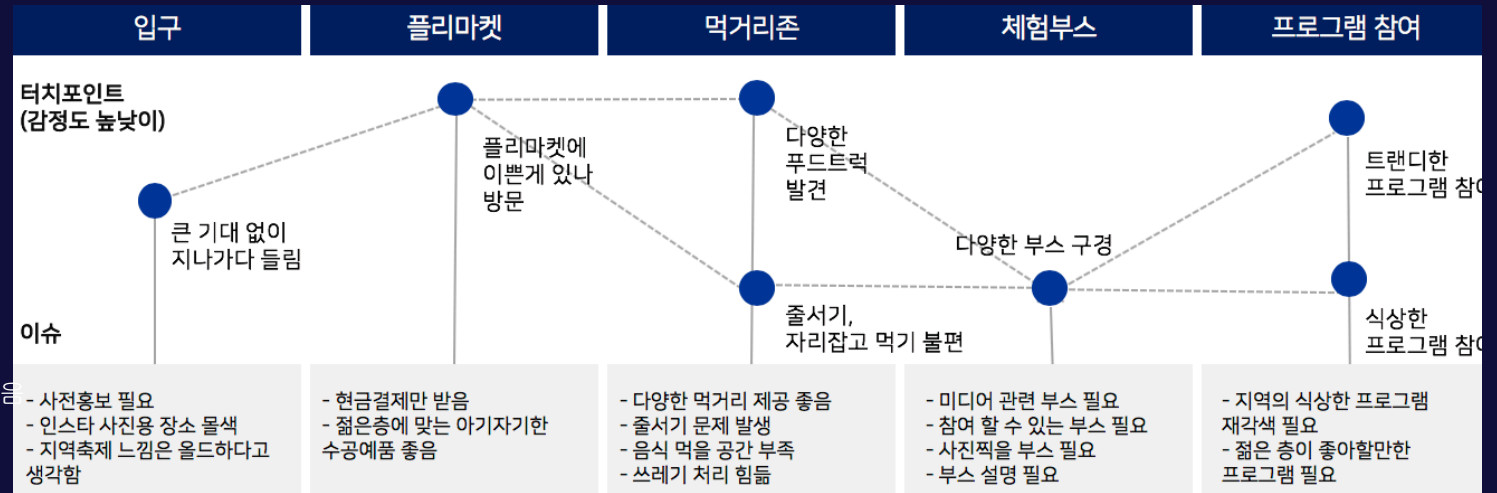 입구
플리마켓
먹거리존
체험부스
프로그램 참여
터치포인트
(감정도 높낮이)
큰 기대 없이
지나가다 들림
플리마켓에
이쁜게 있나
방문
다양한
푸드트럭
발견
줄서기,
자리잡고 먹기 불편
다양한 부스 구경
트랜디한
프로그램 참
식상한
프로그램 참
이슈
음
- 사전홍보 필요
- 인스타 사진용 장소 몰색
- 지역축제 느낌은 올드하다고
생각함
- 현금결제만 받음
- 젊은층에 맞는 아기자기한
수공예품 좋음
- 다양한 먹거리 제공 좋음
- 줄서기 문제 발생
- 음식 먹을 공간 부족
- 쓰레기 처리 힘듦
- 미디어 관련 부스 필요
- 참여 할 수 있는 부스 필요
- 사진찍을 부스 필요
- 부스 설명 필요
- 지역의 식상한 프로그램
재각색 필요
- 젊은 층이 좋아할만한
프로그램 필요